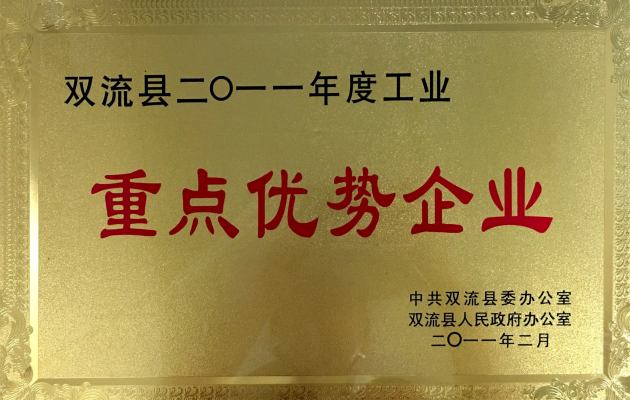 双流县二〇一一年度工业
重点优势企业
中共双流县委办公室
双流县人民政府办公室
二〇一一年二月